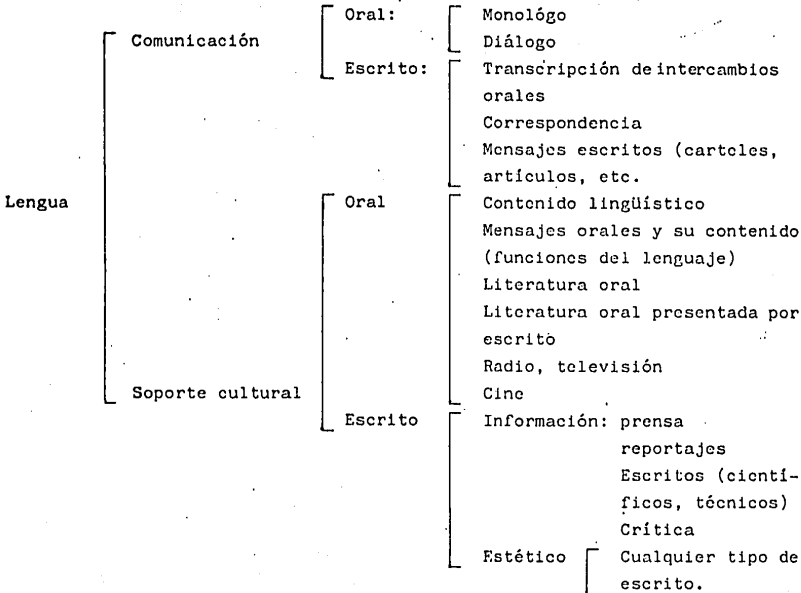 Oral: Monológo
Comunicación Diálogo
Escrito: Transcripción de intercambios
orales
Correspondencia
Mensajes escritos (carteles,
artículos, etc.
Lengua Oral Contenido lingüístico
Mensajes orales y su contenido
(funciones del lenguaje)
Literatura oral
Literatura oral presentada por
escrito
Radio, televisión
Soporte cultural Cine
Escrito Información: prensa
reportajes
Escritos (cientí-
ficos, técnicos)
Crítica
Estético Cualquier tipo de
escrito.